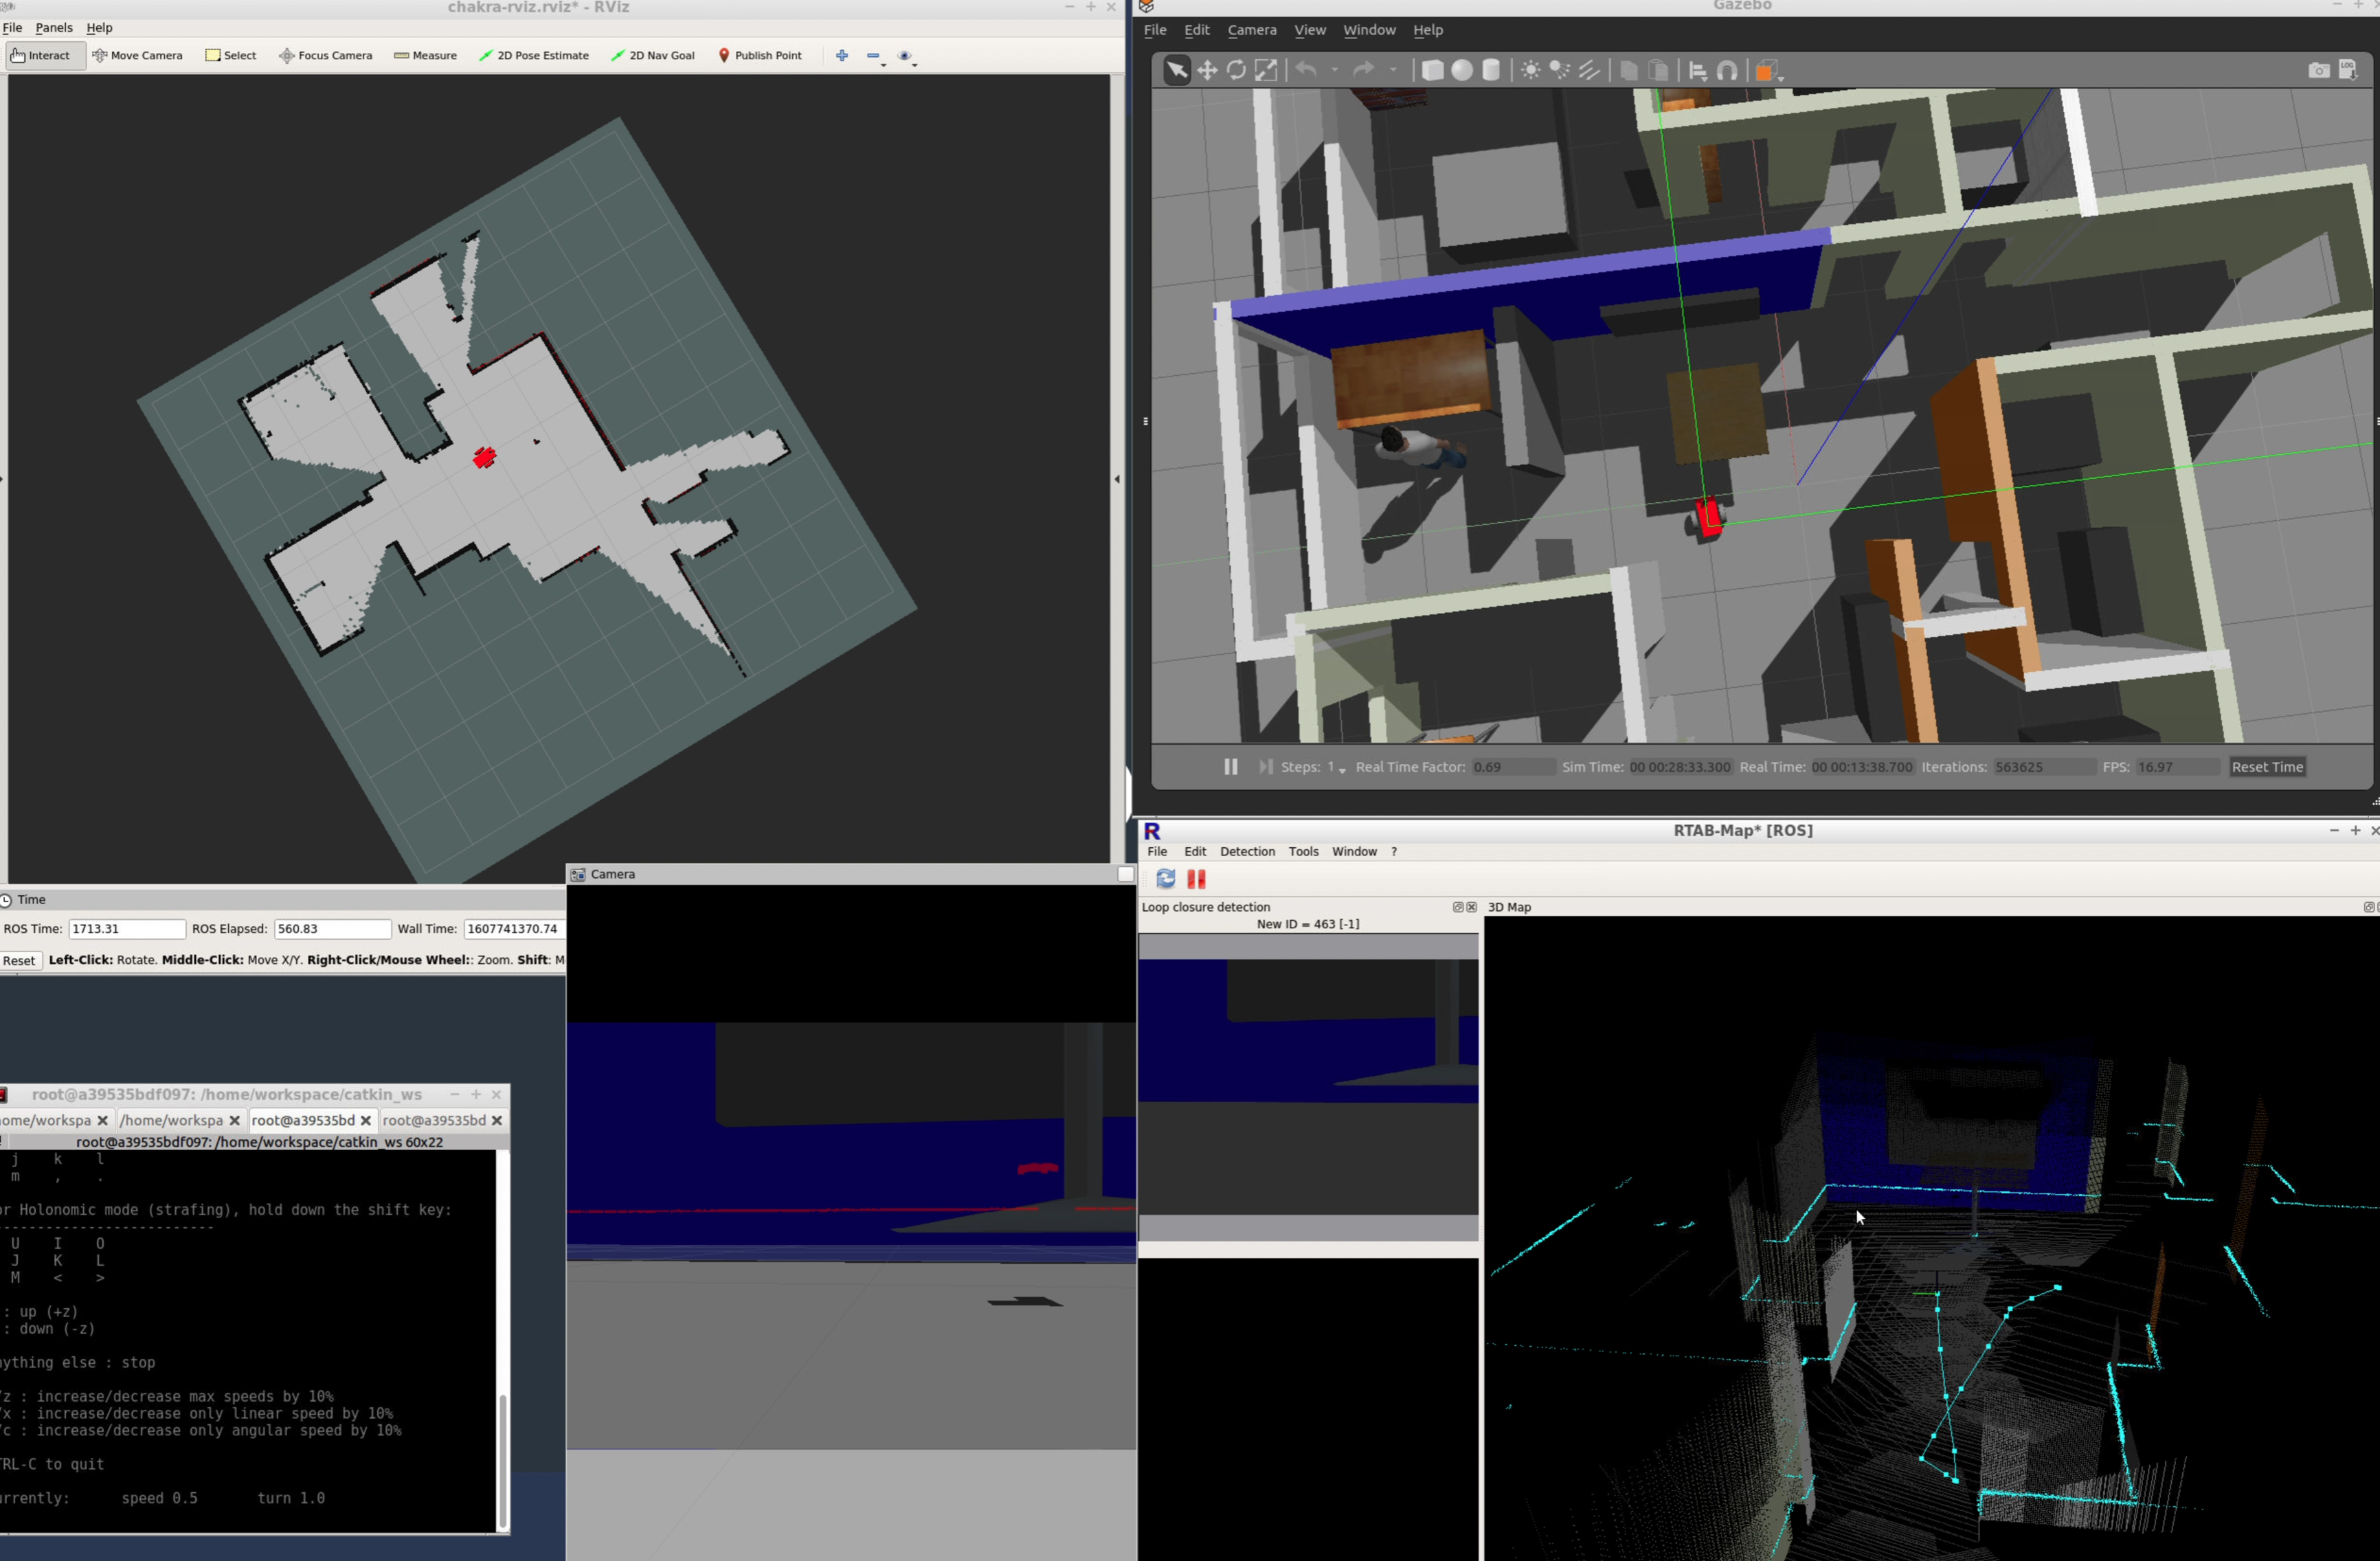 chakra-rviz.rviz* - RViz
File Panels Help
Interact Move Camera Select Focus Camera Measure 2D Pose Estimate 2D Nav Goal Publish Point
Gazebo
File Edit Camera View Window Help
LOG
Steps: 1 Real Time Factor: 0.69 Sim Time: 00 00:28:33.300 Real Time: 00 00:13:38.700 Iterations: 563625 FPS: 16.97 Reset Time
Time
ROS Time: 1713.31 ROS Elapsed: 560.83 Wall Time: 1607741370.74
Reset Left-Click: Rotate. Middle-Click: Move X/Y. Right-Click/Mouse Wheel:: Zoom. Shift: M
Camera
root@a39535bdf097: /home/workspace/catkin_ws
ome/workspa /home/workspa root@a39535bd root@a39535bd
root@a39535bdf097: /home/workspace/catkin_ws 60x22
j k l
m , .
or Holonomic mode (strafing), hold down the shift key:
---------------------------
U I O
J K L
M < >
: up (+z)
: down (-z)
nything else : stop
/z : increase/decrease max speeds by 10%
/x : increase/decrease only linear speed by 10%
/c : increase/decrease only angular speed by 10%
TRL-C to quit
urrently: speed 0.5 turn 1.0
R RTAB-Map* [ROS]
File Edit Detection Tools Window ?
Loop closure detection
New ID = 463 [-1]
3D Map